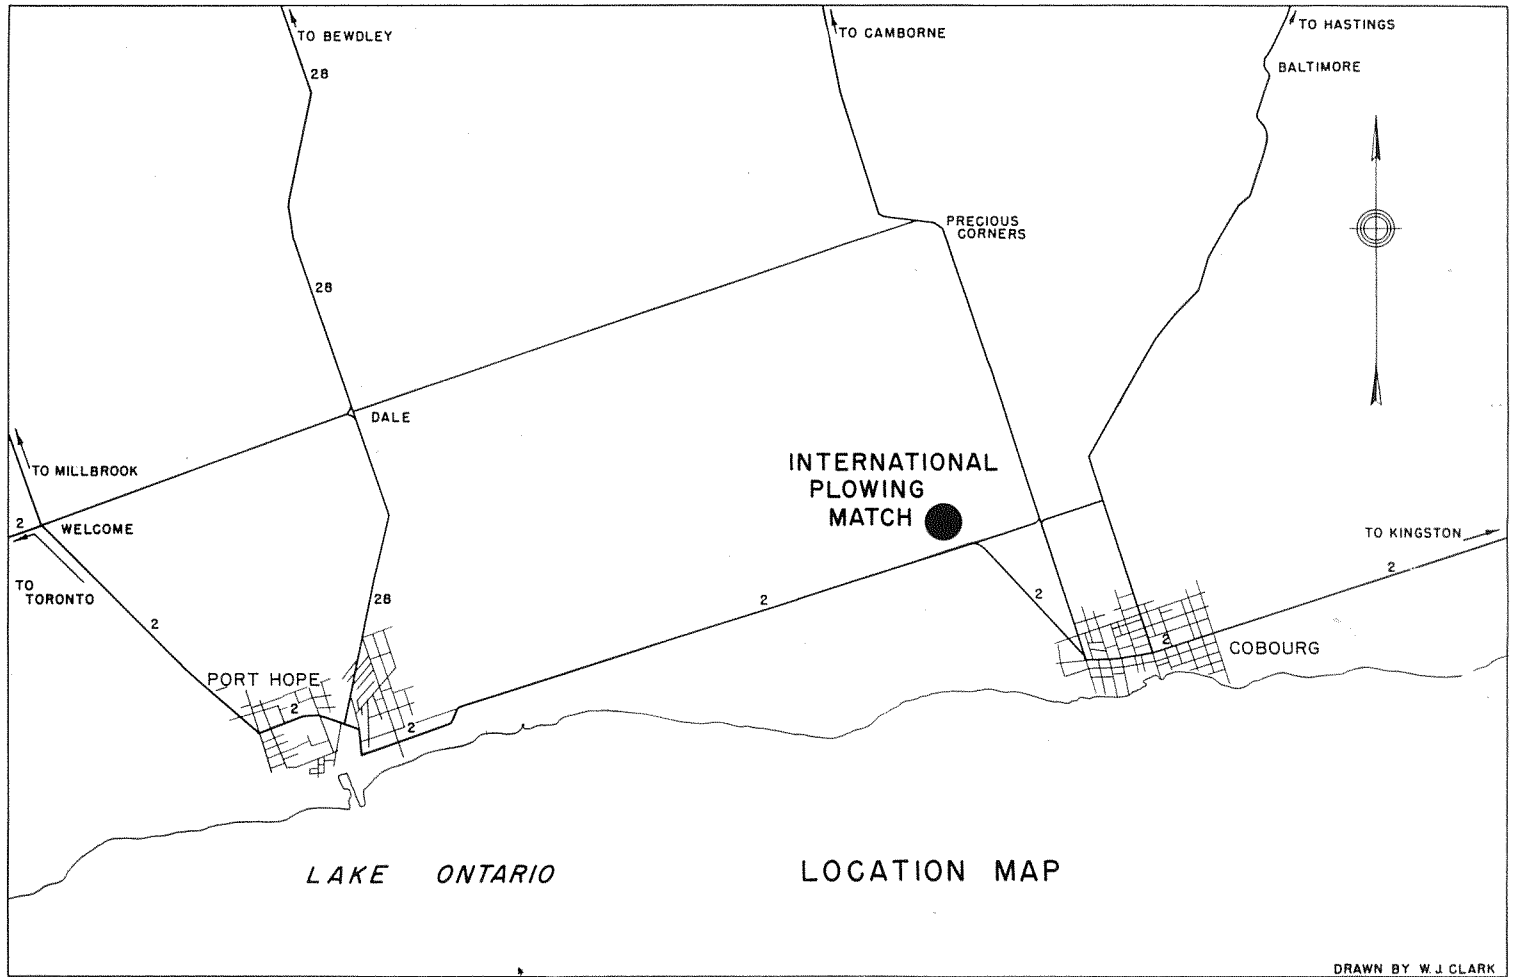 TO BEWDLEY
TO CAMBORNE
TO HASTINGS
28
BALTIMORE
PRECIOUS
CORNERS
28
DALE
TO MILLBROOK
INTERNATIONAL
PLOWING
MATCH
2
WELCOME
TO KINGSTON
TO
TORONTO
28
2
2
2
2
2
COBOURG
PORT HOPE
2
2
LAKE ONTARIO
LOCATION MAP
DRAWN BY W. J. CLARK